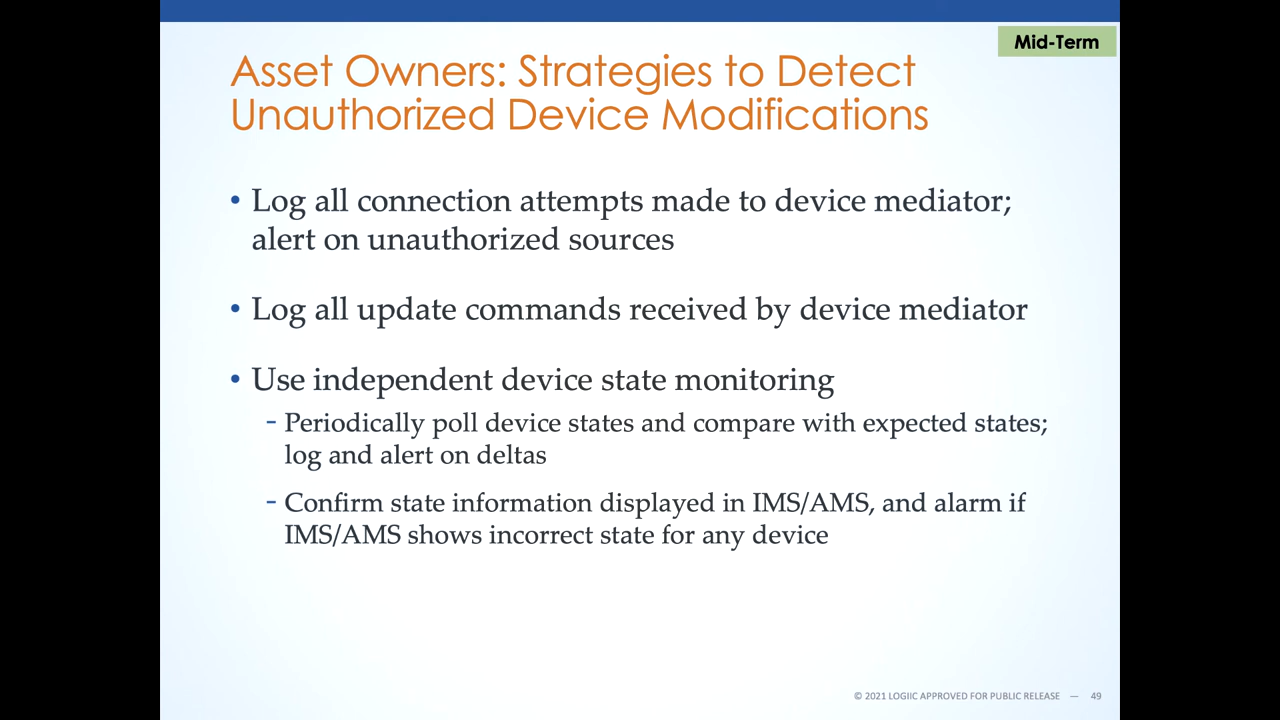 Mid-Term
Asset Owners: Strategies to Detect
Unauthorized Device Modifications
• Log all connection attempts made to device mediator;
alert on unauthorized sources
• Log all update commands received by device mediator
• Use independent device state monitoring
- Periodically poll device states and compare with expected states;
log and alert on deltas
- Confirm state information displayed in IMS/AMS, and alarm if
IMS/AMS shows incorrect state for any device
© 2021 LOGIIC APPROVED FOR PUBLIC RELEASE — 49